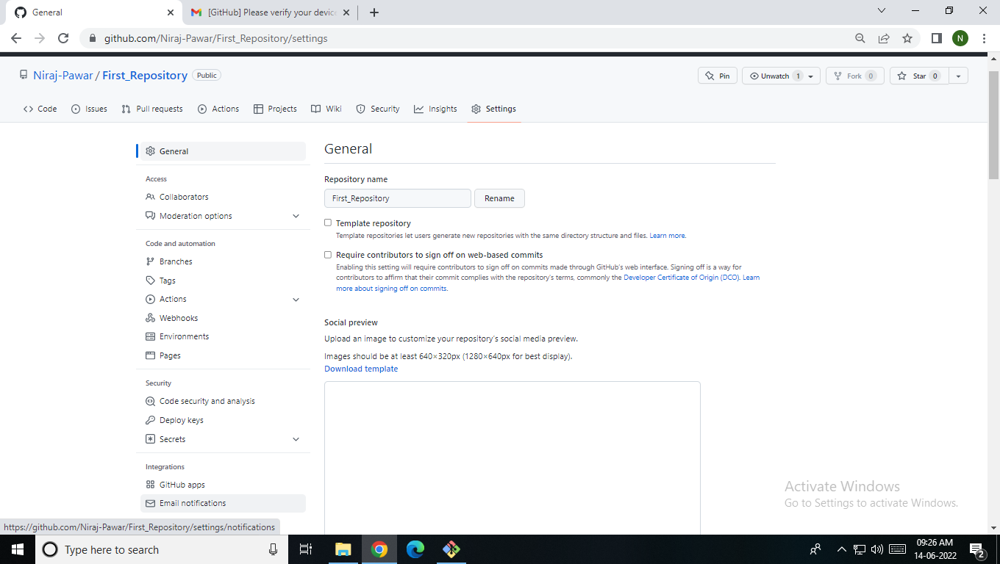 General
[GitHub] Please verify your device
github.com/Niraj-Pawar/First_Repository/settings
N
Niraj-Pawar / First_Repository Public
Pin
Unwatch 1
Fork 0
Star 0
Code
Issues
Pull requests
Actions
Projects
Wiki
Security
Insights
Settings
General
Access
Collaborators
Moderation options
Code and automation
Branches
Tags
Actions
Webhooks
Environments
Pages
Security
Code security and analysis
Deploy keys
Secrets
Integrations
GitHub apps
Email notifications
General
Repository name
First_Repository
Rename
Template repository
Template repositories let users generate new repositories with the same directory structure and files. Learn more.
Require contributors to sign off on web-based commits
Enabling this setting will require contributors to sign off on commits made through GitHub's web interface. Signing off is a way for
contributors to affirm that their commit complies with the repository's terms, commonly the Developer Certificate of Origin (DCO). Learn
more about signing off on commits.
Social preview
Upload an image to customize your repository's social media preview.
Images should be at least 640×320px (1280×640px for best display).
Download template
Activate Windows
Go to Settings to activate Windows.
https://github.com/Niraj-Pawar/First_Repository/settings/notifications
Type here to search
09:26 AM
14-06-2022
2